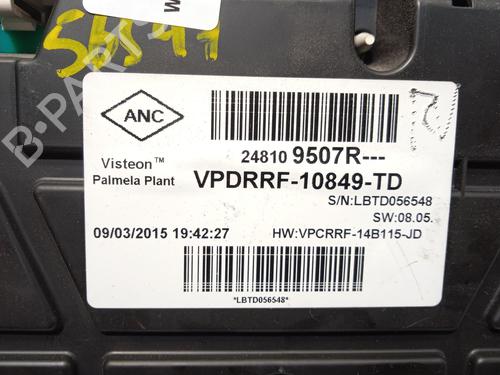 ANC
24810 9507R---
Visteon™
Palmela Plant
VPDRRF-10849-TD
S/N:LBTD056548
SW:08.05.
09/03/2015 19:42:27
HW:VPCRRF-14B115-JD
*LBTD056548*
B-PARTS